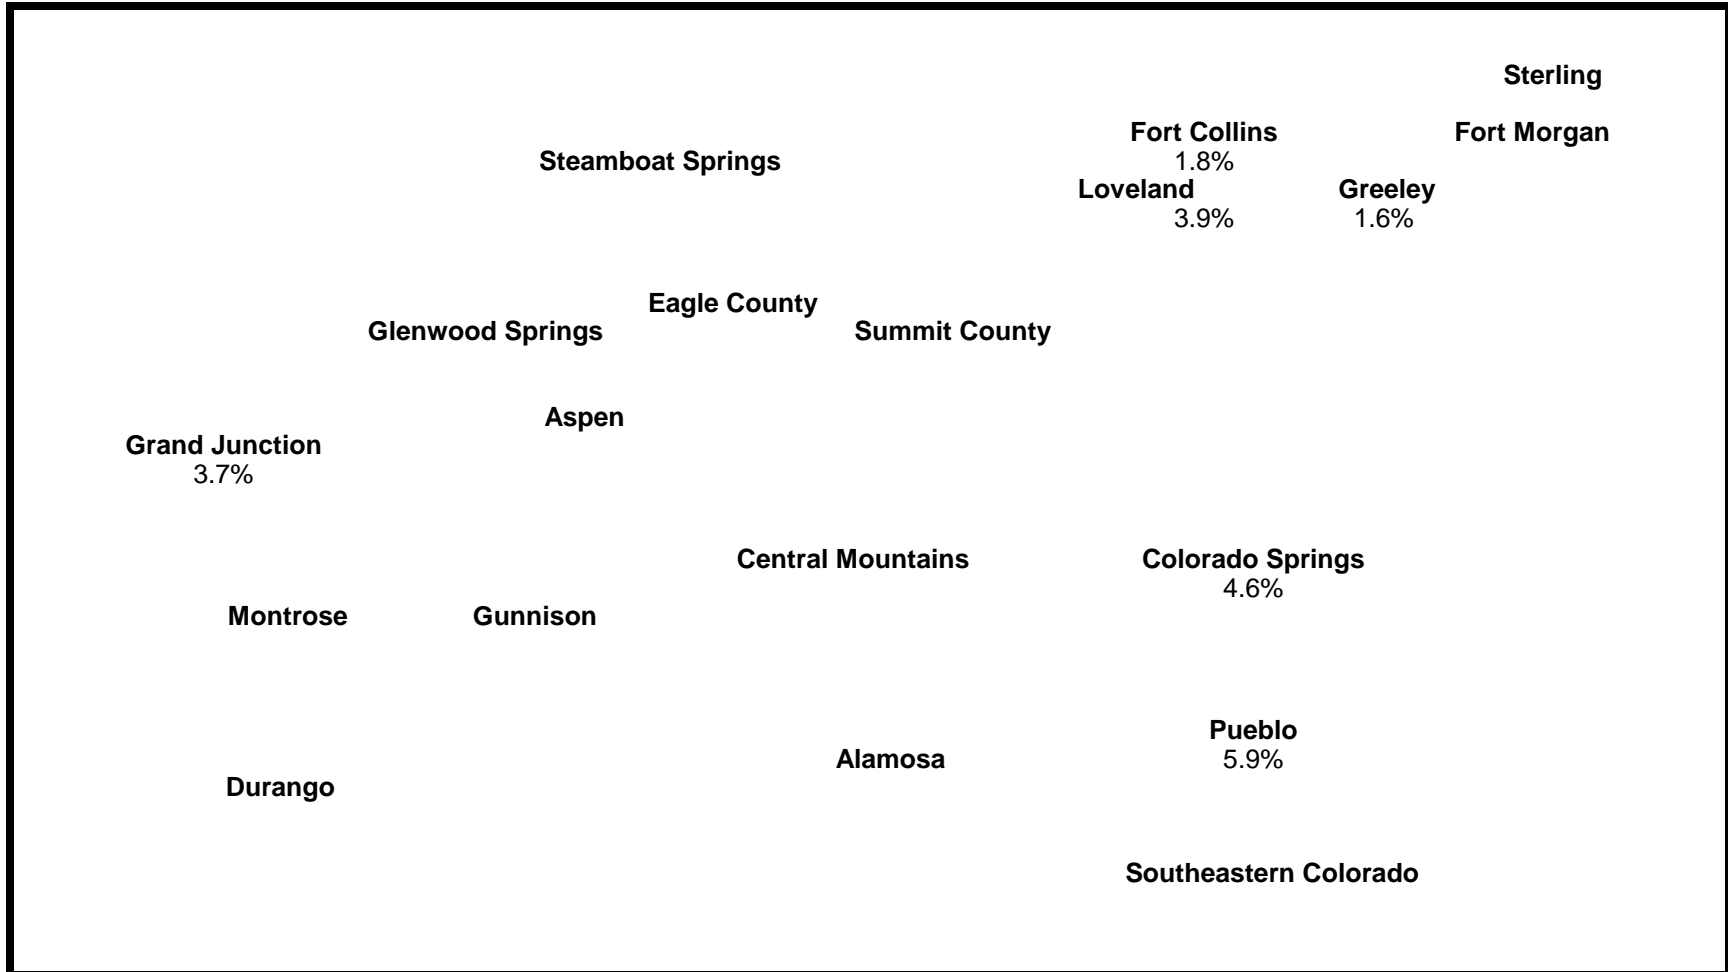 Sterling
Fort Collins
Fort Morgan
1.8%
Steamboat Springs
Loveland
Greeley
3.9%
1.6%
Eagle County
Glenwood Springs
Summit County
Aspen
Grand Junction
3.7%
Central Mountains
Colorado Springs
4.6%
Montrose
Gunnison
Pueblo
5.9%
Alamosa
Durango
Southeastern Colorado